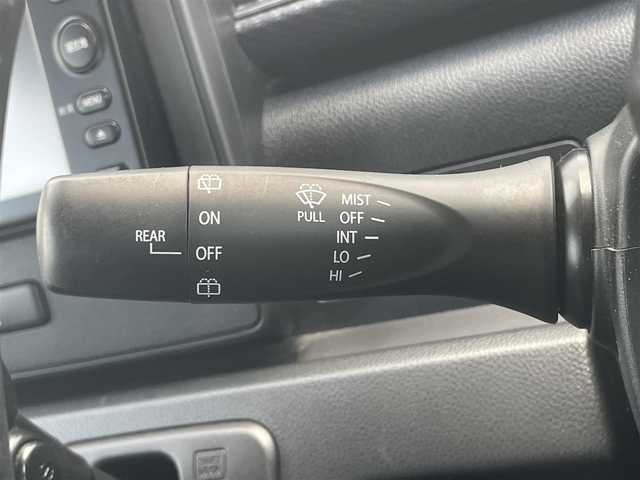 MENU
ON
REAR
OFF
PULL
MIST
OFF
INT
LO
HI